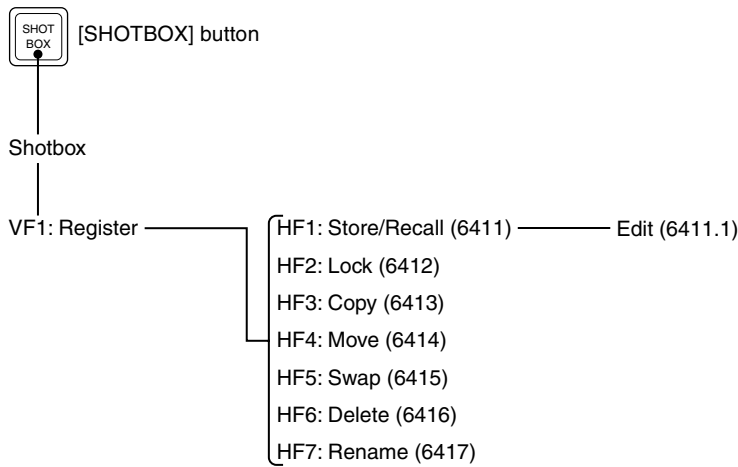 SHOT
BOX
[SHOTBOX] button
Shotbox
VF1: Register
HF1: Store/Recall (6411)
Edit (6411.1)
HF2: Lock (6412)
HF3: Copy (6413)
HF4: Move (6414)
HF5: Swap (6415)
HF6: Delete (6416)
HF7: Rename (6417)